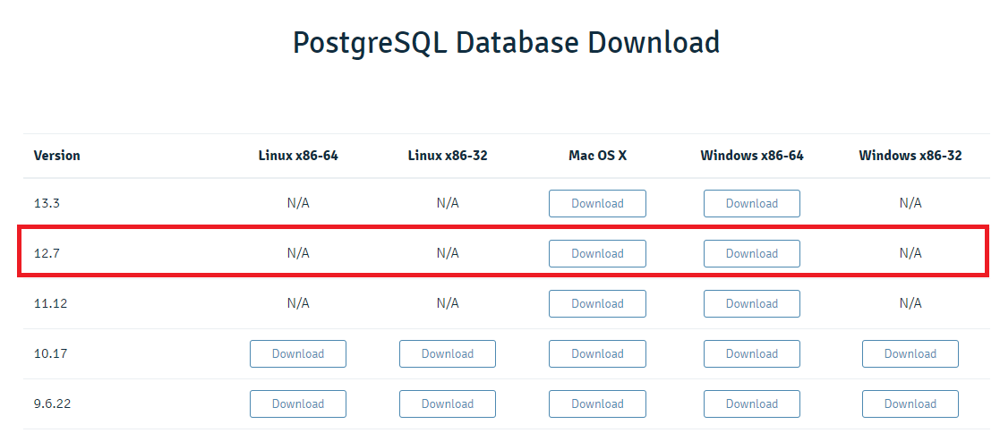 PostgreSQL Database Download
Version Linux x86-64 Linux x86-32 Mac OS X Windows x86-64 Windows x86-32
13.3 N/A N/A Download Download N/A
12.7 N/A N/A Download Download N/A
11.12 N/A N/A Download Download N/A
10.17 Download Download Download Download Download
9.6.22 Download Download Download Download Download